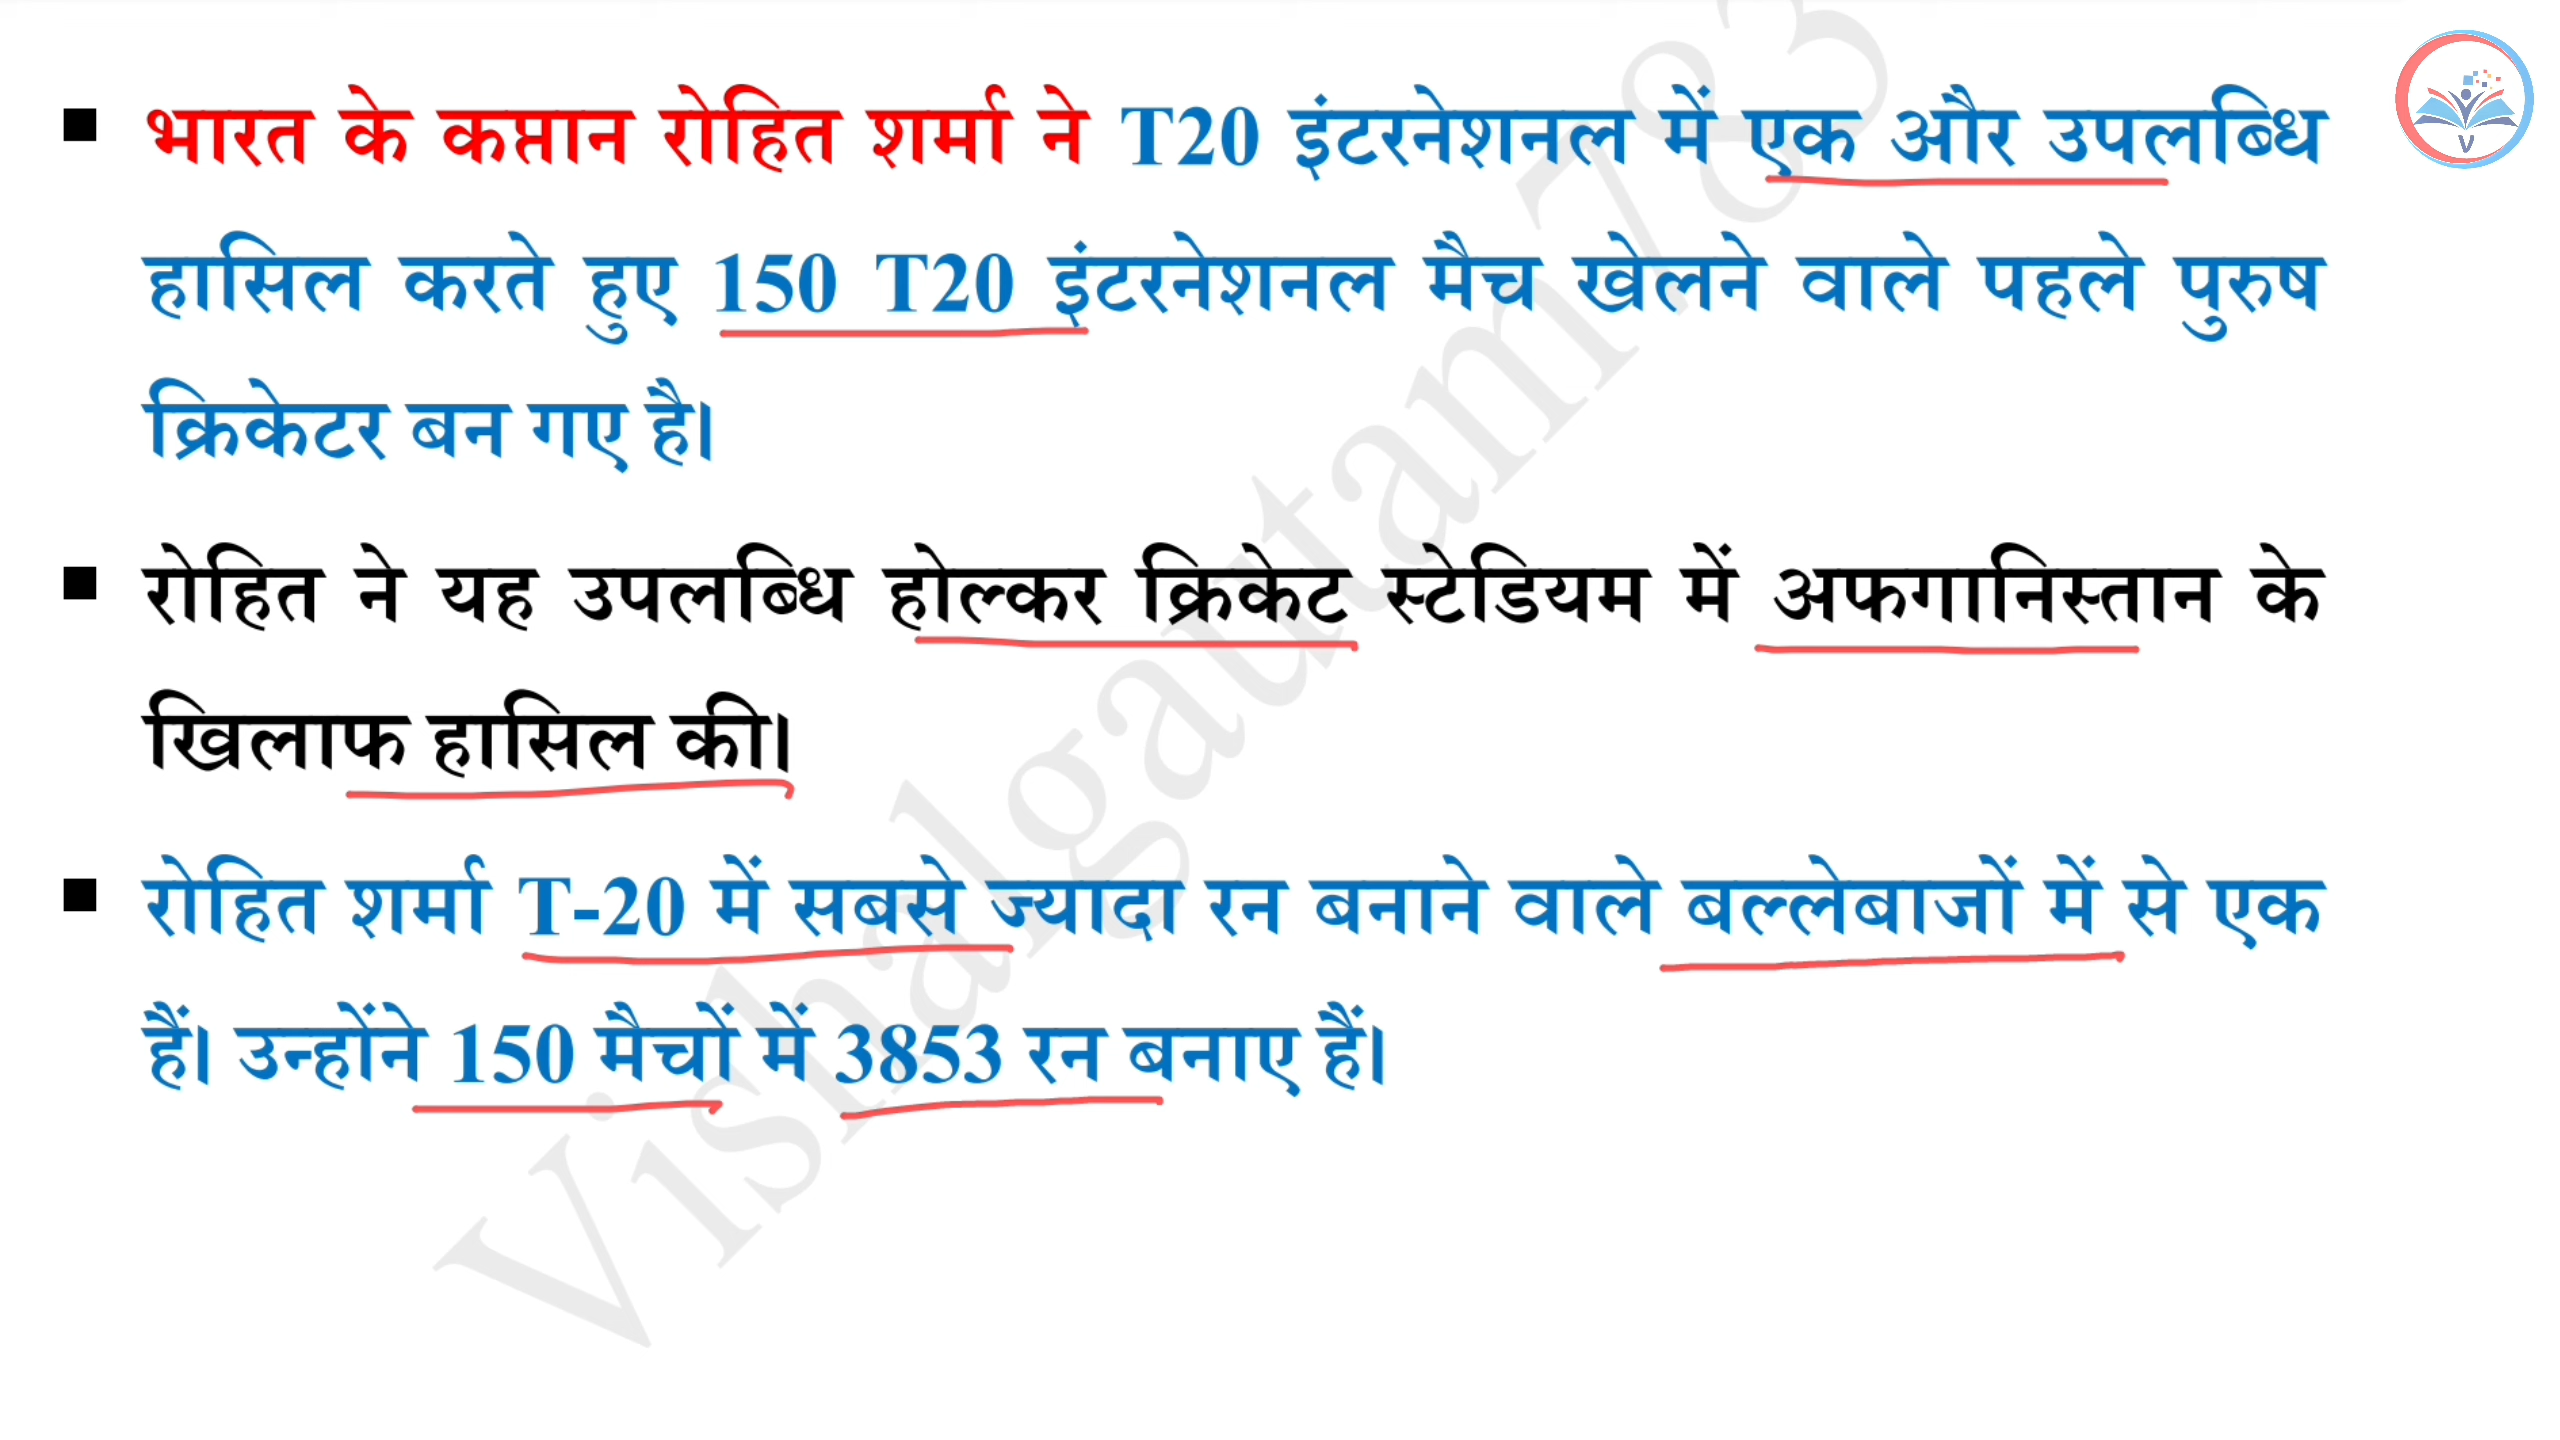 ▪ भारत के कप्तान रोहित शर्मा ने T20 इंटरनेशनल में एक और उपलब्धि
हासिल करते हुए 150 T20 इंटरनेशनल मैच खेलने वाले पहले पुरुष
क्रिकेटर बन गए है।
▪ रोहित ने यह उपलब्धि होल्कर क्रिकेट स्टेडियम में अफगानिस्तान के
खिलाफ हासिल की।
▪ रोहित शर्मा T-20 में सबसे ज्यादा रन बनाने वाले बल्लेबाजों में से एक
हैं। उन्होंने 150 मैचों में 3853 रन बनाए हैं।
Vishalgautam783
V